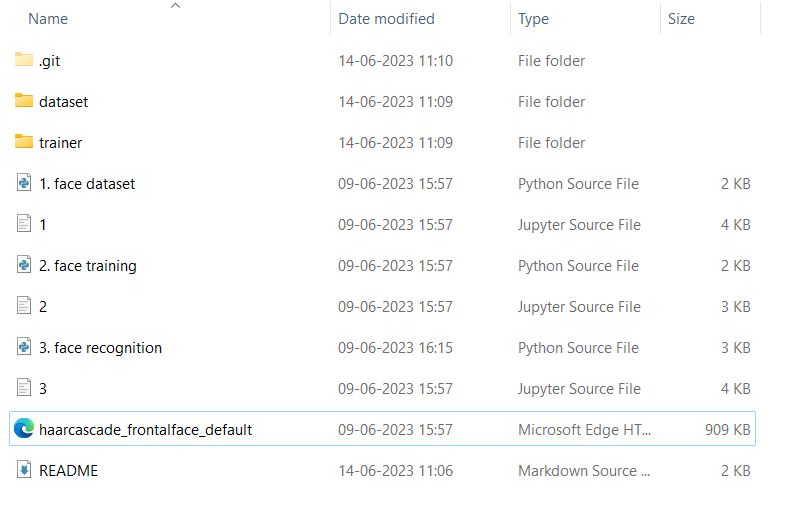 Name Date modified Type Size
.git 14-06-2023 11:10 File folder
dataset 14-06-2023 11:09 File folder
trainer 14-06-2023 11:09 File folder
1. face dataset 09-06-2023 15:57 Python Source File 2 KB
1 09-06-2023 15:57 Jupyter Source File 4 KB
2. face training 09-06-2023 15:57 Python Source File 2 KB
2 09-06-2023 15:57 Jupyter Source File 3 KB
3. face recognition 09-06-2023 16:15 Python Source File 3 KB
3 09-06-2023 15:57 Jupyter Source File 4 KB
haarcascade_frontalface_default 09-06-2023 15:57 Microsoft Edge HT... 909 KB
README 14-06-2023 11:06 Markdown Source ... 2 KB